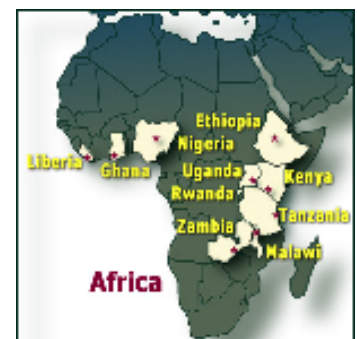 Ethiopia
Nigeria
Liberia
Ghana
Uganda
Kenya
Rwanda
Tanzania
Zambia
Malawi
Africa